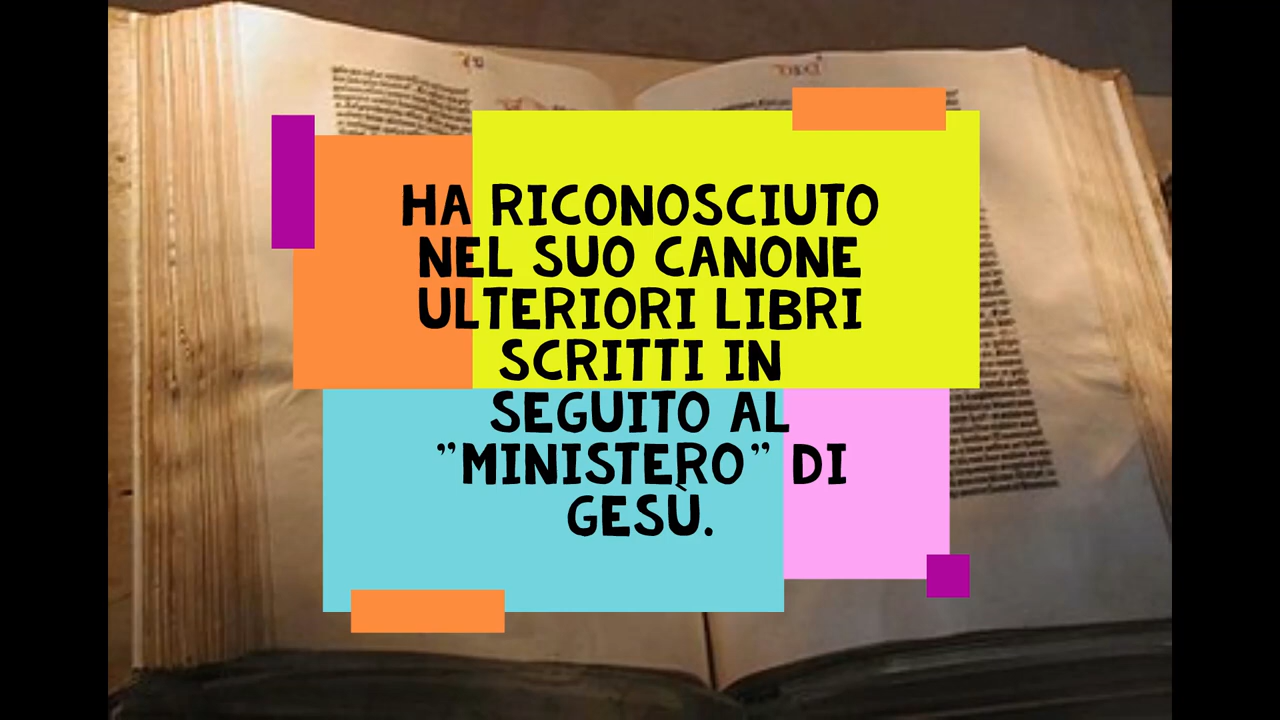 HA RICONOSCIUTO
NEL SUO CANONE
ULTERIORI LIBRI
SCRITTI IN
SEGUITO AL
"MINISTERO" DI
GESÙ.